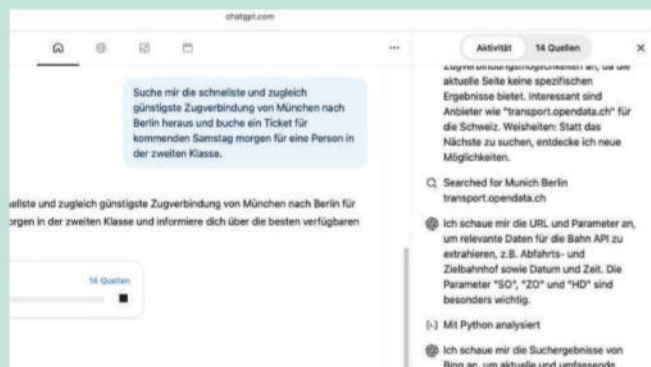 chatgpt.com
Aktivität 14 Quellen
Suche mir die schnellste und zugleich
günstigste Zugverbindung von München nach
Berlin heraus und buche ein Ticket für
kommenden Samstag morgen für eine Person in
der zweiten Klasse.
nellste und zugleich günstigste Zugverbindung von München nach Berlin für
orgen in der zweiten Klasse und informiere dich über die besten verfügbaren
14 Quellen
Zugverbindungsmöglichkeiten an, da die
aktuelle Seite keine spezifischen
Ergebnisse bietet. Interessant sind
Anbieter wie "transport.opendata.ch" für
die Schweiz. Weisheiten: Statt das
Nächste zu suchen, entdecke ich neue
Möglichkeiten.
Searched for Munich Berlin
transport.opendata.ch
Ich schaue mir die URL und Parameter an,
um relevante Daten für die Bahn API zu
extrahieren, z.B. Abfahrts- und
Zielbahnhof sowie Datum und Zeit. Die
Parameter "SO", "ZO" und "HD" sind
besonders wichtig.
Mit Python analysiert
Ich schaue mir die Suchergebnisse von
Bing an, um aktuelle und umfassende